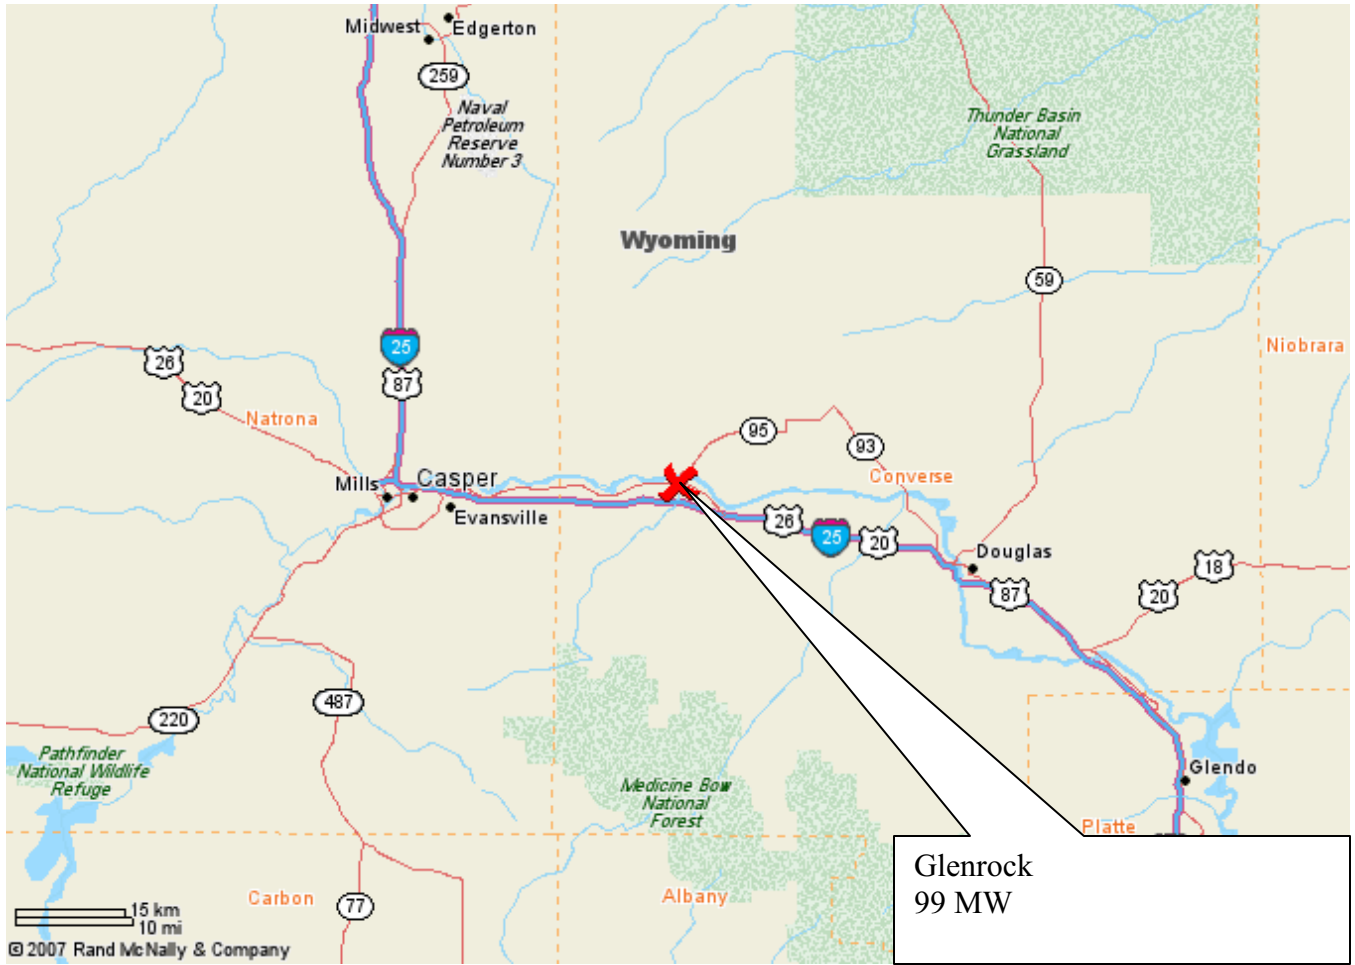 Midwest
Edgerton
259
Naval
Petroleum
Reserve
Number 3
Thunder Basin
National
Grassland
Wyoming
59
25
87
26
20
Niobrara
Natrona
95
93
Mills
Casper
Evansville
Converse
26
25
20
Douglas
87
20
18
487
220
Pathfinder
National Wildlife
Refuge
Medicine Bow
National
Forest
Glendo
Platte
Glenrock
99 MW
Carbon
77
Albany
15 km
10 mi
© 2007 Rand McNally & Company